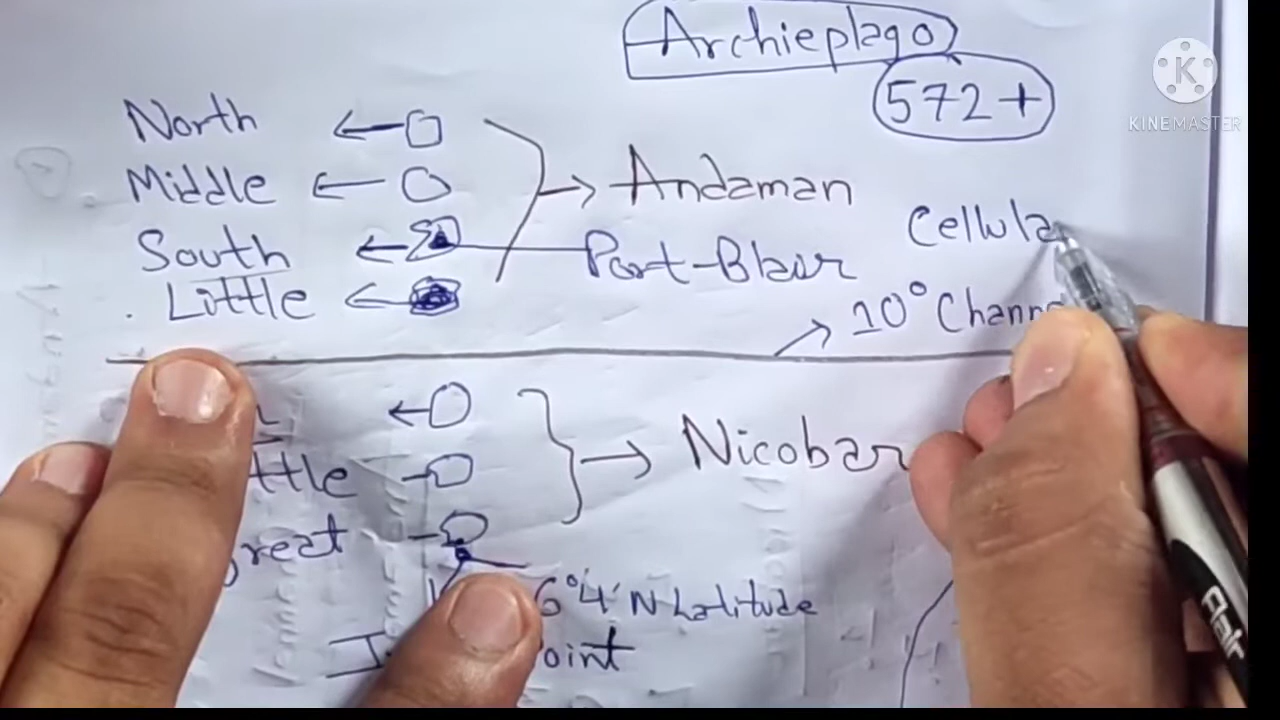 Archieplago
572+
North
Middle
South
Little
Andaman
Port-Blair
Cellula
10° Chann
ttle
reat
Nicobar
6°4' N Latitude
oint
KINEMASTER
Flair